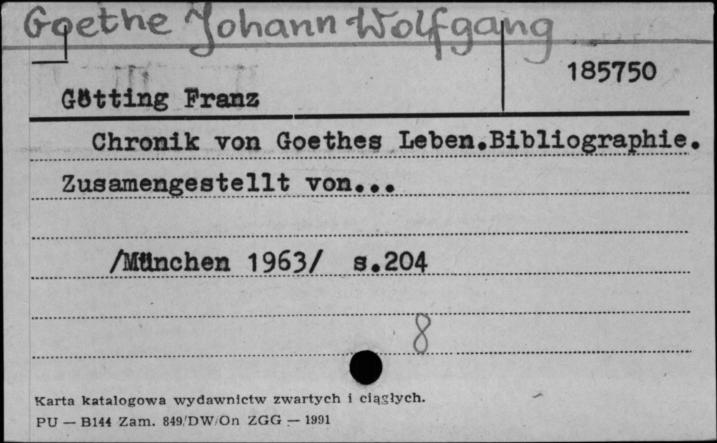 Goethe Johann Wolfgang
185750
Götting Franz
Chronik von Goethes Leben.Bibliographie.
Zusamengestellt von...
/München 1963/ s.204
8
Karta katalogowa wydawnictw zwartych i ciągłych.
PU — B144 Zam. 849/DW/On ZGG — 1991